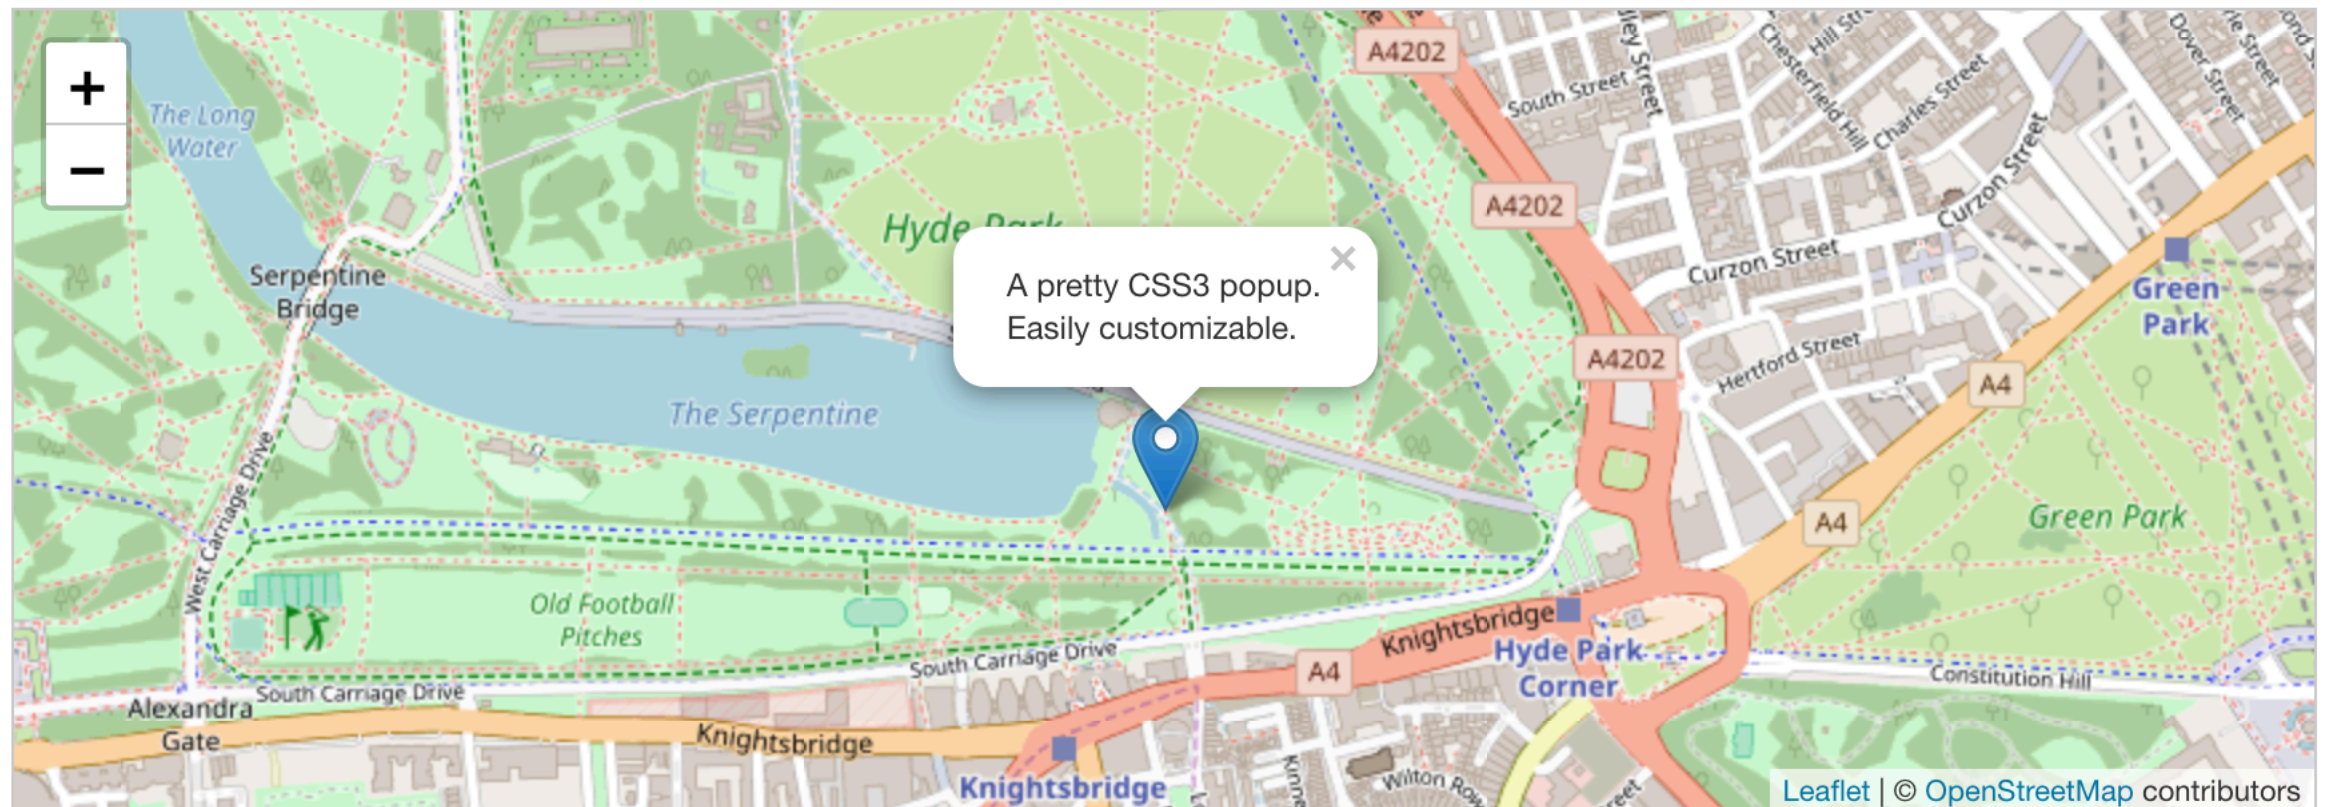 +
−
The Long
Water
Serpentine
Bridge
The Serpentine
Hyde Park
×
A pretty CSS3 popup.
Easily customizable.
A4202
A4202
A4202
South Street
Chesterfield Hill
Charles Street
Curzon Street
Curzon Street
Hertford Street
Dover Street
Green
Park
A4
A4
Green Park
West Carriage Drive
Old Football
Pitches
South Carriage Drive
South Carriage Drive
Alexandra
Gate
Knightsbridge
Knightsbridge
A4
Knightsbridge
Hyde Park
Corner
Constitution Hill
Wilton Row
Leaflet | © OpenStreetMap contributors